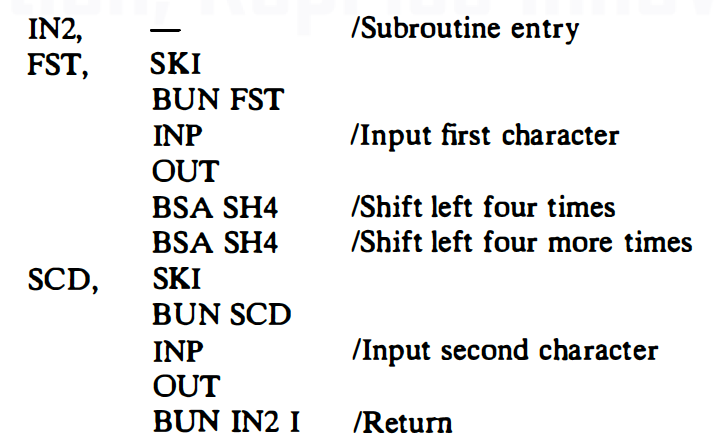 IN2, — /Subroutine entry
FST, SKI
BUN FST
INP /Input first character
OUT
BSA SH4 /Shift left four times
BSA SH4 /Shift left four more times
SCD, SKI
BUN SCD
INP /Input second character
OUT
BUN IN2 I /Return